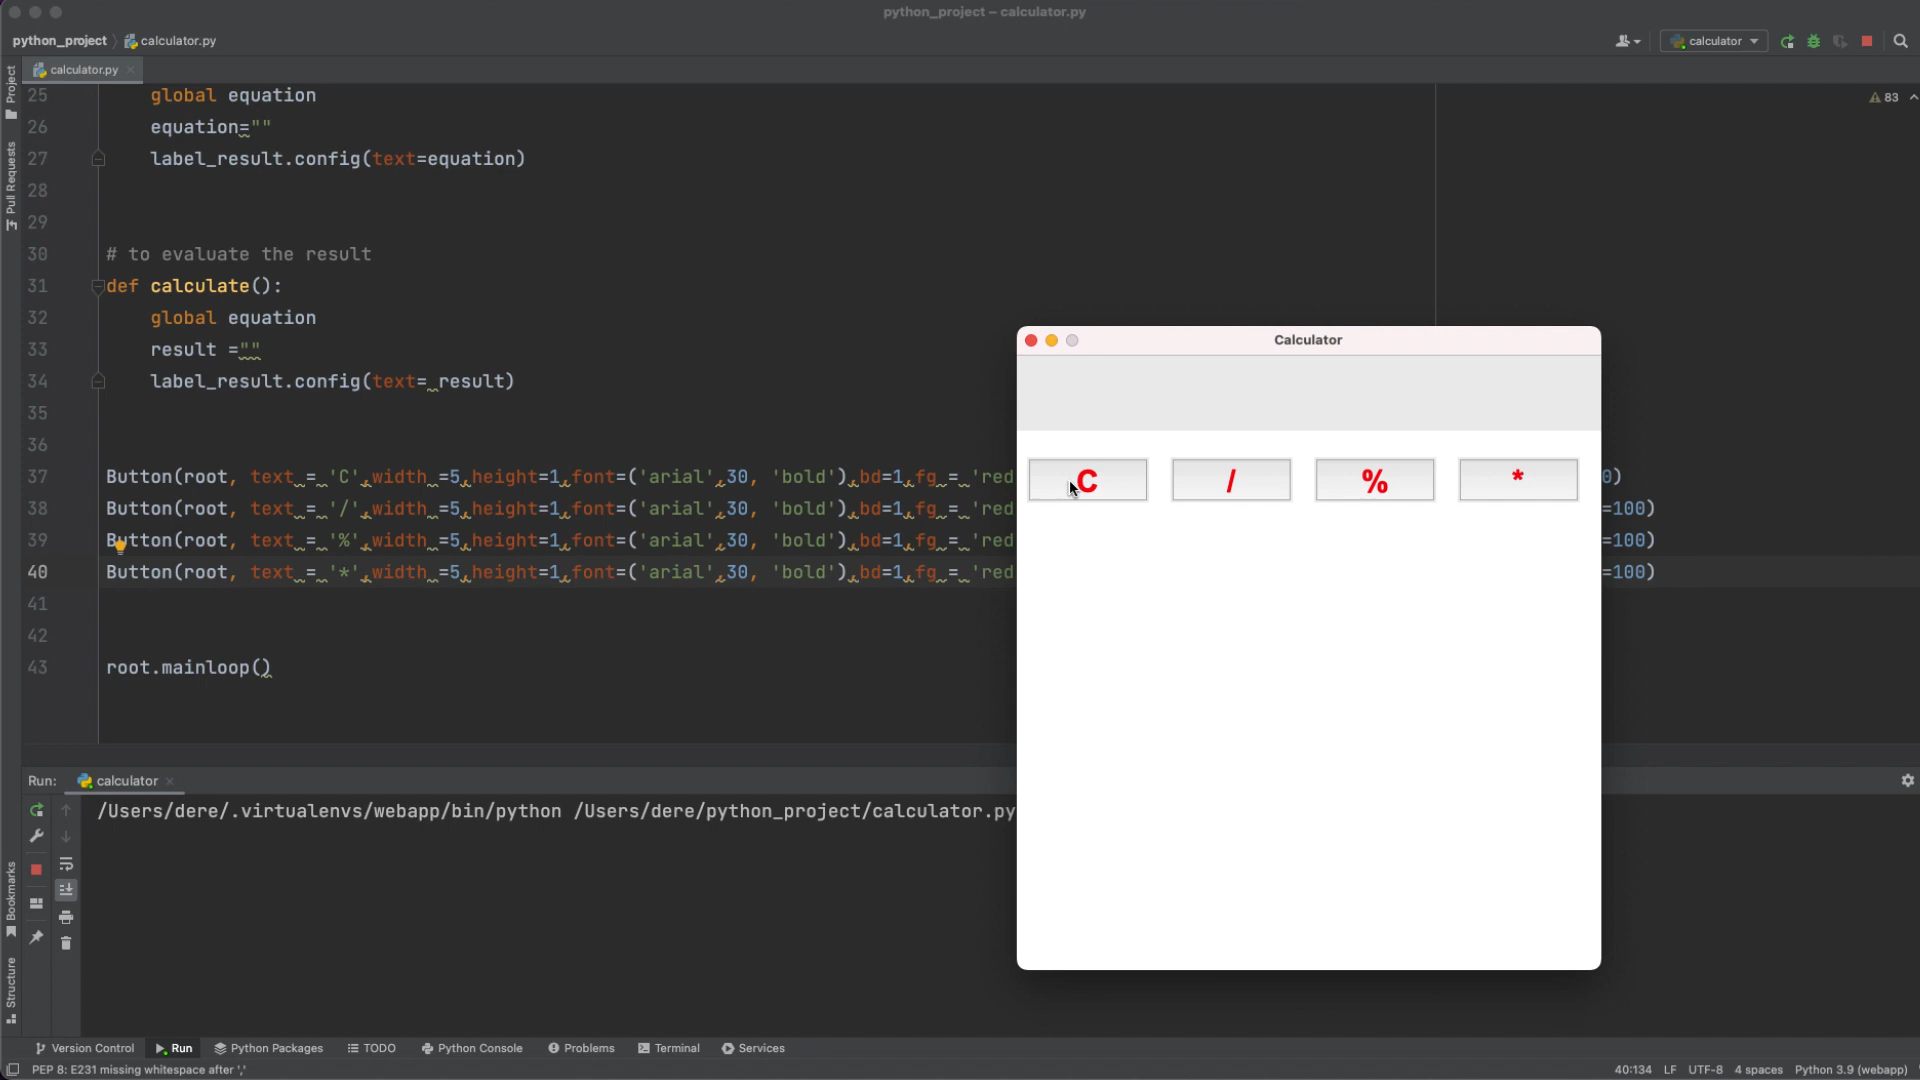 python_project – calculator.py
python_project
calculator.py
calculator
calculator.py
Project
Pull Requests
Bookmarks
Structure
83
25 global equation
26 equation=""
27 label_result.config(text=equation)
28
29
30 # to evaluate the result
31 def calculate():
32 global equation
33 result =""
34 label_result.config(text= result)
35
36
37 Button(root, text = 'C',width =5,height=1,font=('arial',30, 'bold'),bd=1,fg = 'red 0)
38 Button(root, text = '/',width =5,height=1,font=('arial',30, 'bold'),bd=1,fg = 'red =100)
39 Button(root, text = '%',width =5,height=1,font=('arial',30, 'bold'),bd=1,fg = 'red =100)
40 Button(root, text = '*',width =5,height=1,font=('arial',30, 'bold'),bd=1,fg = 'red =100)
41
42
43 root.mainloop()
Calculator
C / % *
Run: calculator
/Users/dere/.virtualenvs/webapp/bin/python /Users/dere/python_project/calculator.py
Version Control Run Python Packages TODO Python Console Problems Terminal Services
PEP 8: E231 missing whitespace after ',' 40:134 LF UTF-8 4 spaces Python 3.9 (webapp)